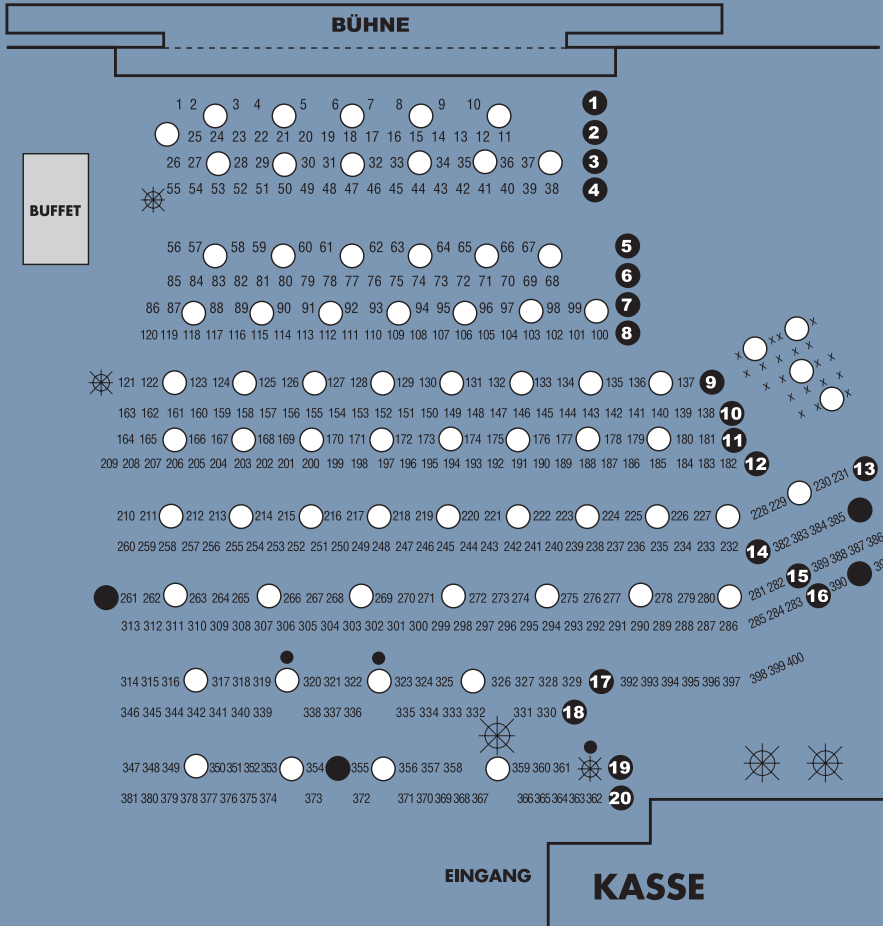 BÜHNE
1 2 3 4 5 6 7 8 9 10 1
25 24 23 22 21 20 19 18 17 16 15 14 13 12 11 2
26 27 28 29 30 31 32 33 34 35 36 37 3
55 54 53 52 51 50 49 48 47 46 45 44 43 42 41 40 39 38 4
BUFFET
56 57 58 59 60 61 62 63 64 65 66 67 5
85 84 83 82 81 80 79 78 77 76 75 74 73 72 71 70 69 68 6
86 87 88 89 90 91 92 93 94 95 96 97 98 99 7
120 119 118 117 116 115 114 113 112 111 110 109 108 107 106 105 104 103 102 101 100 8
x x x x
x x x x
x x x x
x x x x
121 122 123 124 125 126 127 128 129 130 131 132 133 134 135 136 137 9
163 162 161 160 159 158 157 156 155 154 153 152 151 150 149 148 147 146 145 144 143 142 141 140 139 138 10
164 165 166 167 168 169 170 171 172 173 174 175 176 177 178 179 180 181 11
209 208 207 206 205 204 203 202 201 200 199 198 197 196 195 194 193 192 191 190 189 188 187 186 185 184 183 182 12
210 211 212 213 214 215 216 217 218 219 220 221 222 223 224 225 226 227 228 229 230 231 13
260 259 258 257 256 255 254 253 252 251 250 249 248 247 246 245 244 243 242 241 240 239 238 237 236 235 234 233 232 14 382 383 384 385
261 262 263 264 265 266 267 268 269 270 271 272 273 274 275 276 277 278 279 280 281 282 15 389 388 387 386
313 312 311 310 309 308 307 306 305 304 303 302 301 300 299 298 297 296 295 294 293 292 291 290 289 288 287 286 285 284 283 16 390
314 315 316 317 318 319 320 321 322 323 324 325 326 327 328 329 17 392 393 394 395 396 397 398 399 400
346 345 344 342 341 340 339 338 337 336 335 334 333 332 331 330 18
347 348 349 350 351 352 353 354 355 356 357 358 359 360 361 19
381 380 379 378 377 376 375 374 373 372 371 370 369 368 367 366 365 364 363 362 20
EINGANG
KASSE